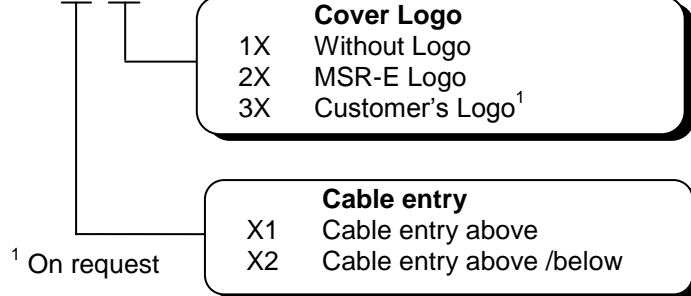 Cover Logo
1X Without Logo
2X MSR-E Logo
3X Customer's Logo¹
Cable entry
X1 Cable entry above
X2 Cable entry above /below
¹ On request